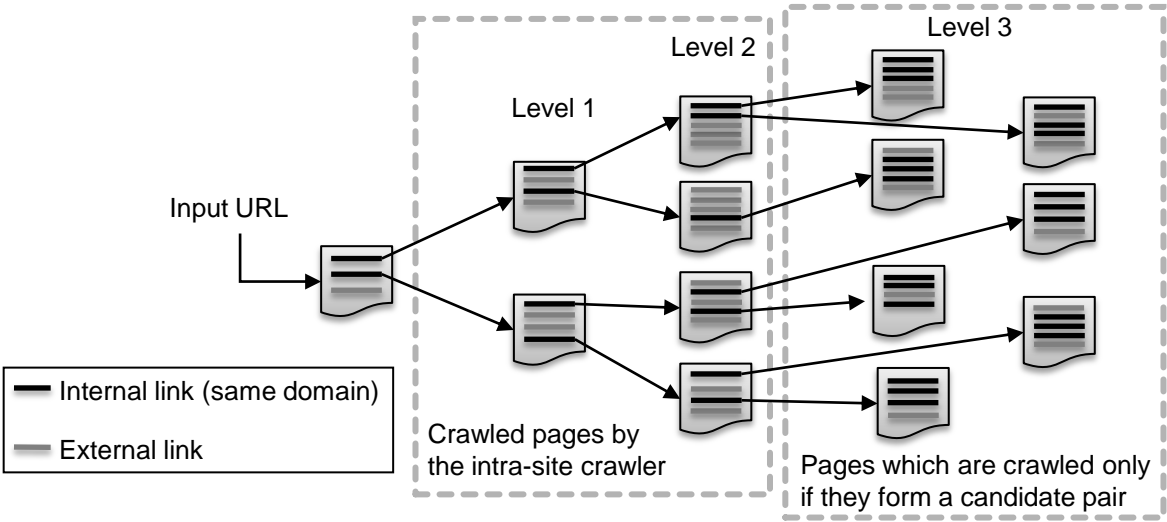 Level 3
Level 2
Level 1
Input URL
Internal link (same domain)
External link
Crawled pages by
the intra-site crawler
Pages which are crawled only
if they form a candidate pair